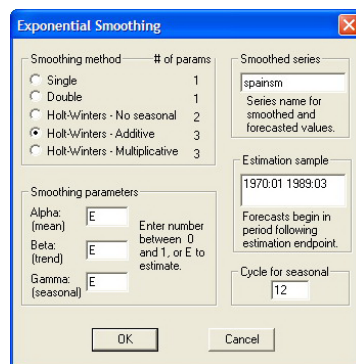 Exponential Smoothing
Smoothing method # of params
Single 1
Double 1
Holt-Winters - No seasonal 2
Holt-Winters - Additive 3
Holt-Winters - Multiplicative 3
Smoothing parameters
Alpha:
(mean)
E
Beta:
(trend)
E
Gamma:
(seasonal)
E
Enter number
between 0
and 1, or E to
estimate.
Smoothed series
spainsm
Series name for
smoothed and
forecasted values.
Estimation sample
1970:01 1989:03
Forecasts begin in
period following
estimation endpoint.
Cycle for seasonal
12
OK
Cancel